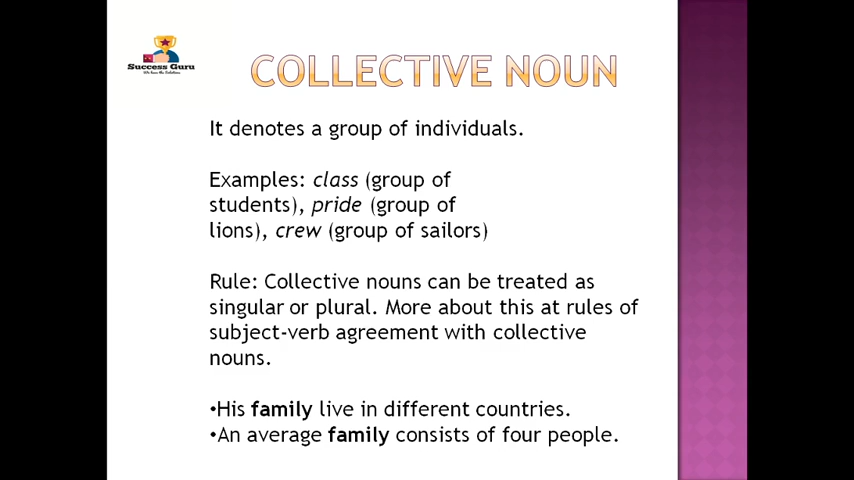 Success Guru
COLLECTIVE NOUN
It denotes a group of individuals.
Examples: class (group of
students), pride (group of
lions), crew (group of sailors)
Rule: Collective nouns can be treated as
singular or plural. More about this at rules of
subject-verb agreement with collective
nouns.
•His family live in different countries.
•An average family consists of four people.